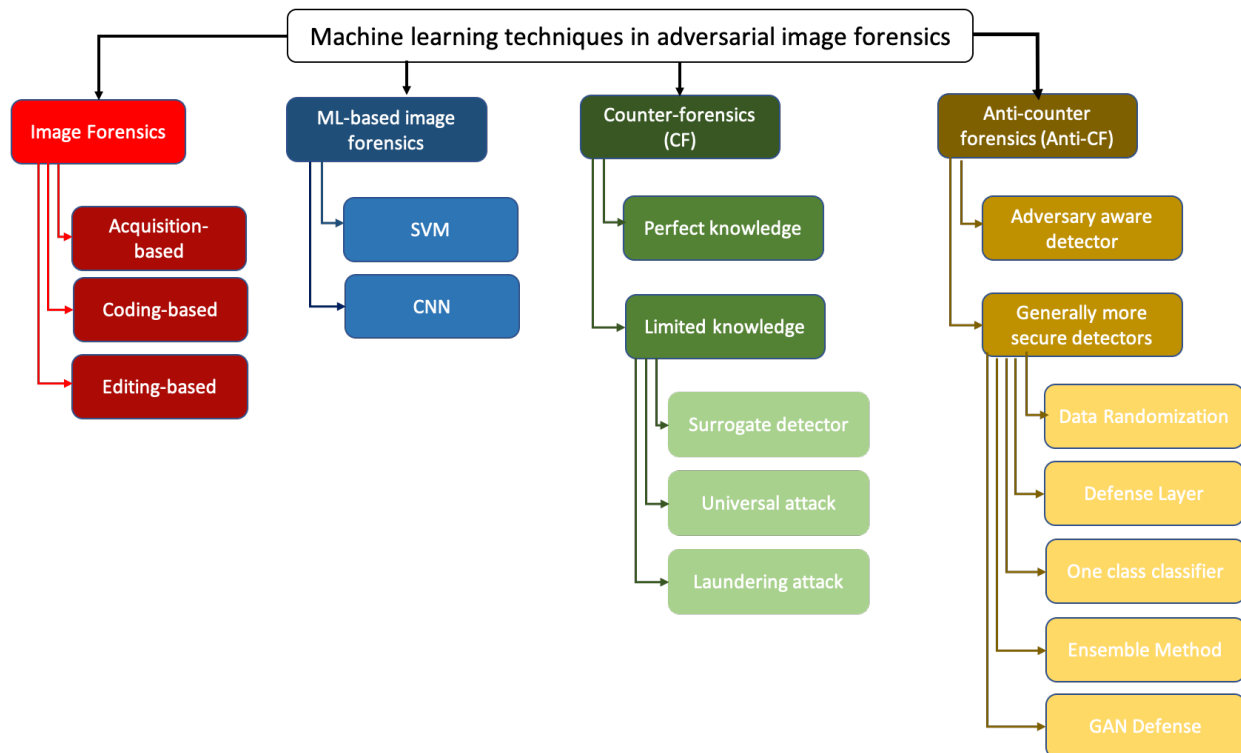 Machine learning techniques in adversarial image forensics
Image Forensics
Acquisition-
based
Coding-based
Editing-based
ML-based image
forensics
SVM
CNN
Counter-forensics
(CF)
Perfect knowledge
Limited knowledge
Surrogate detector
Universal attack
Laundering attack
Anti-counter
forensics (Anti-CF)
Adversary aware
detector
Generally more
secure detectors
Data Randomization
Defense Layer
One class classifier
Ensemble Method
GAN Defense